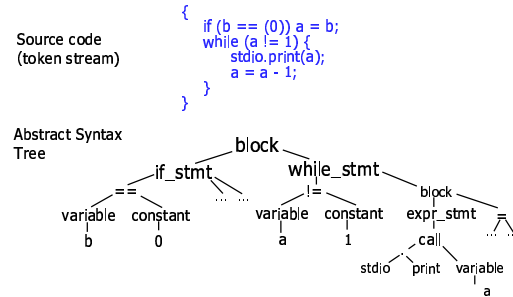 {
if (b == (0)) a = b;
Source code
(token stream)
while (a != 1) {
stdio.print(a);
a = a - 1;
}
}
Abstract Syntax
Tree
block
if_stmt while_stmt
== ... ... != block
variable constant variable constant expr_stmt =
b 0 a 1 call ... ...
. 
stdio print variable
a